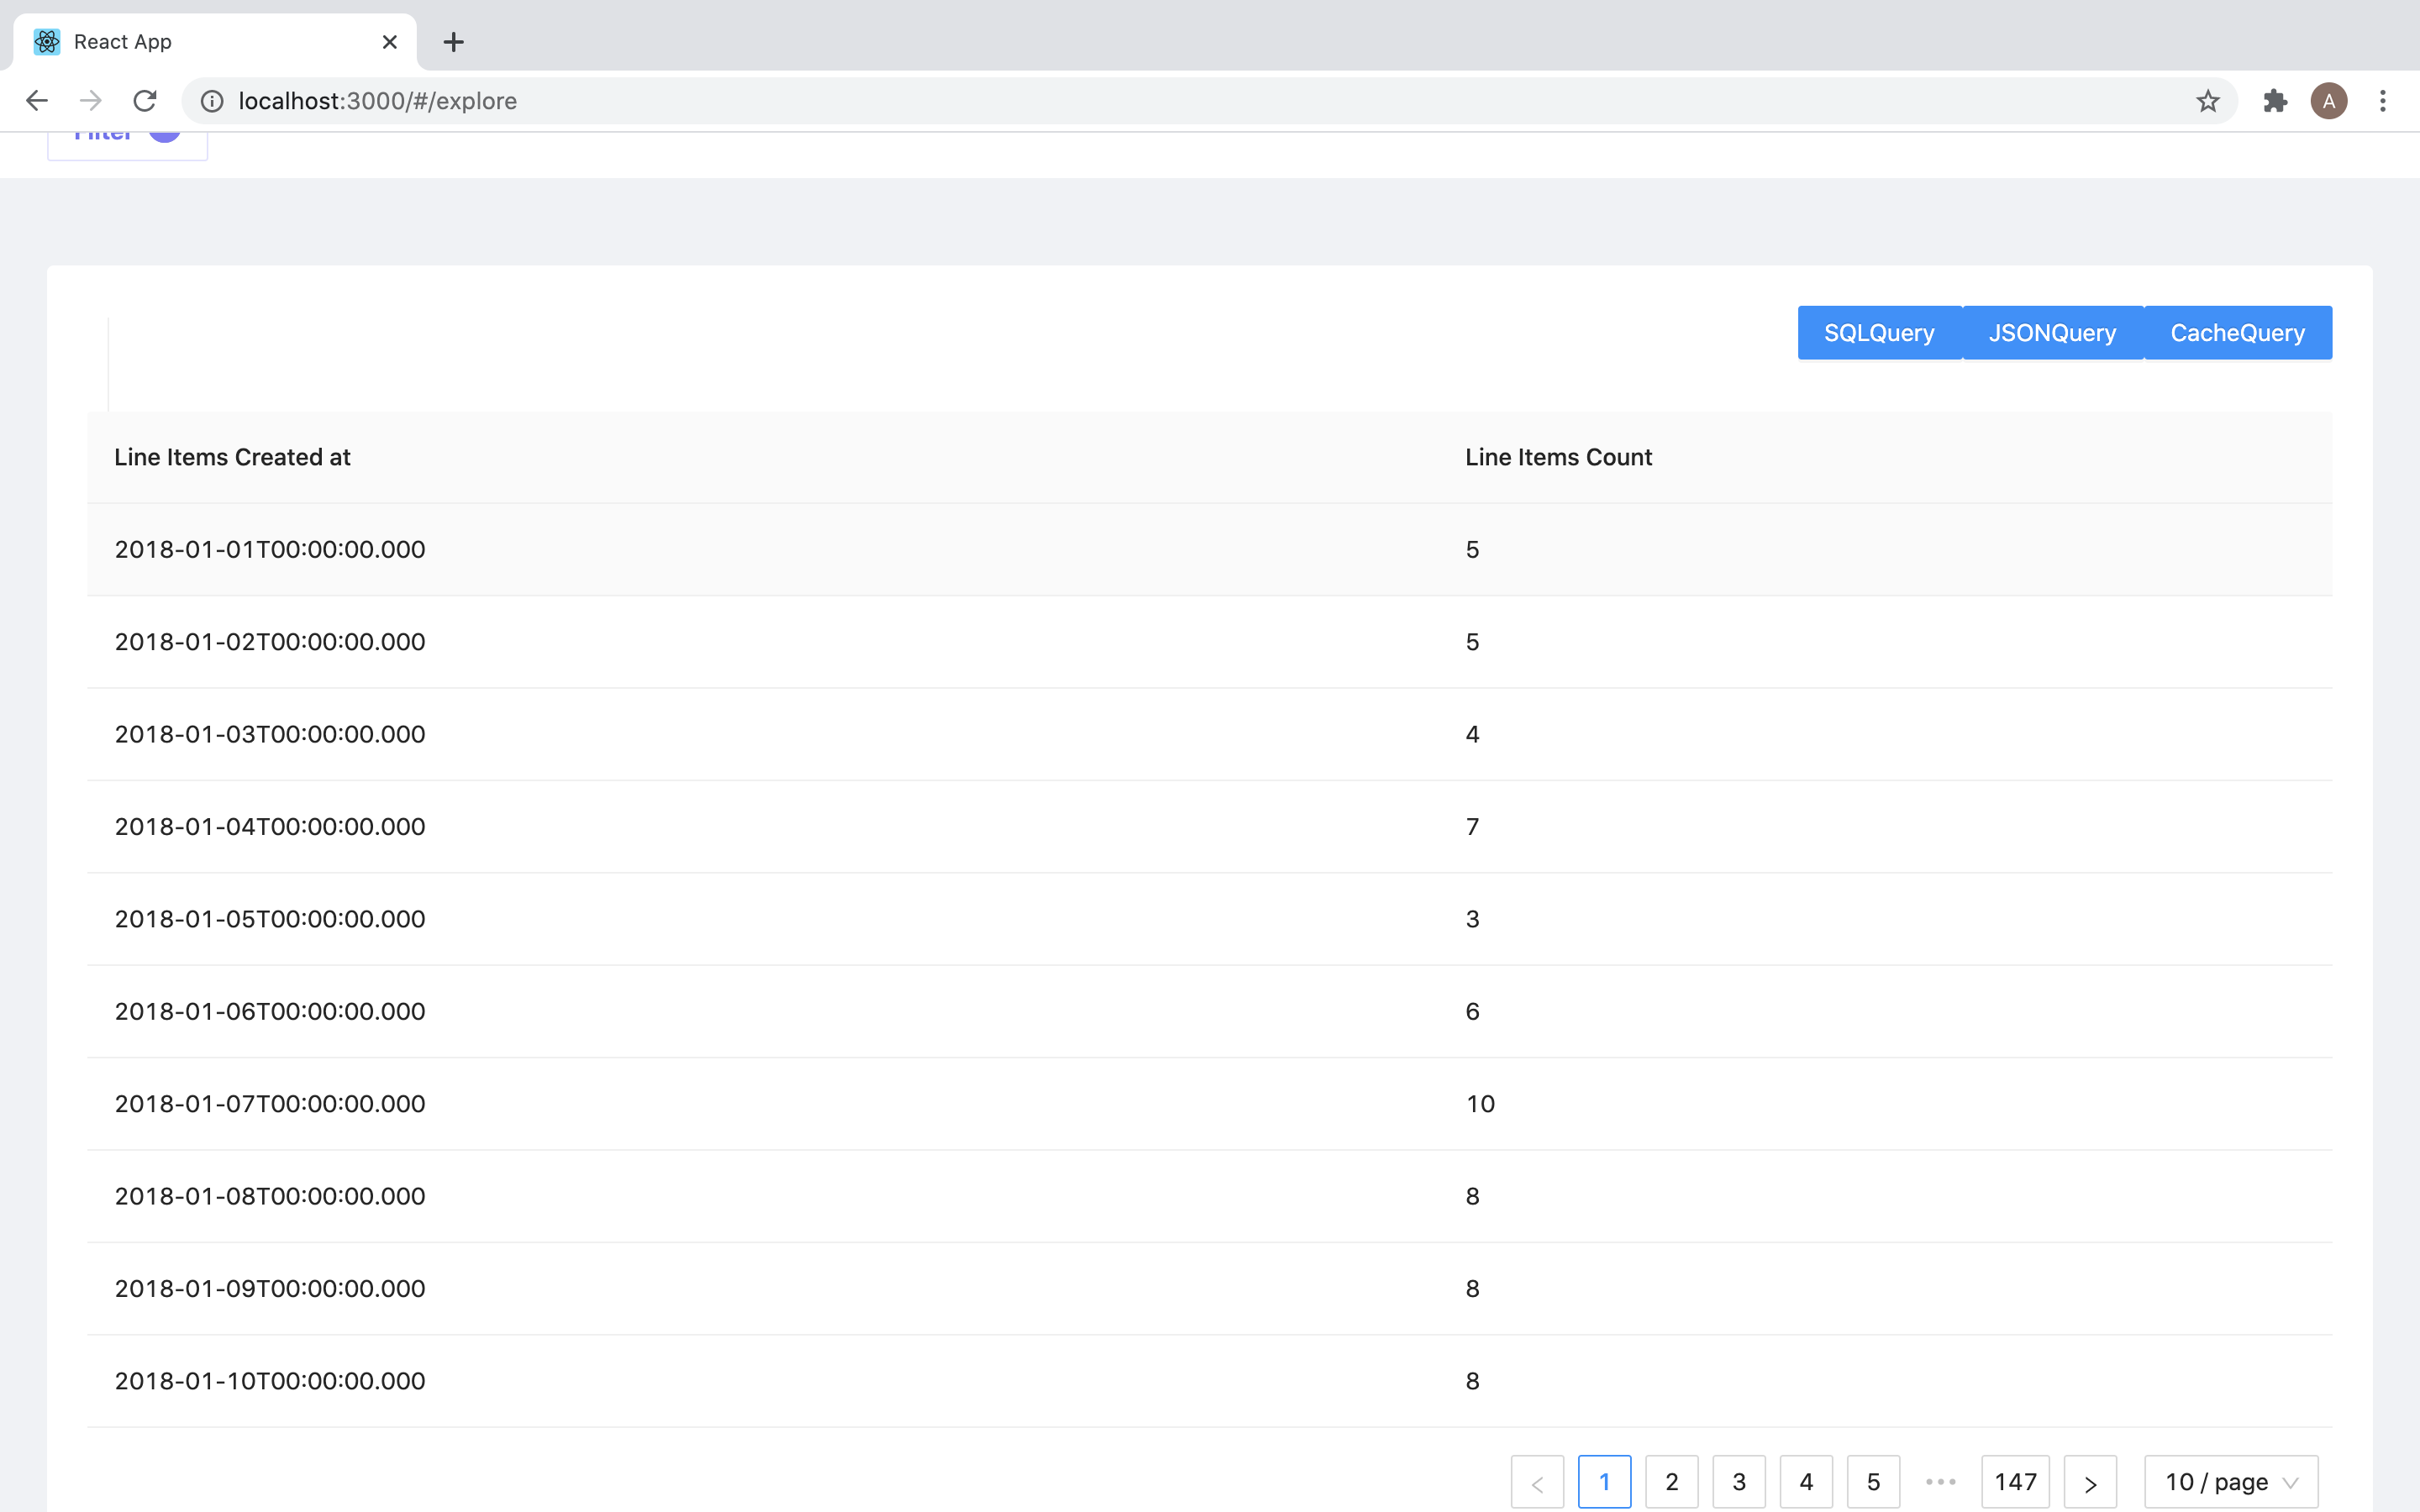 React App
localhost:3000/#/explore
A
Filter
SQLQuery JSONQuery CacheQuery
Line Items Created at Line Items Count
2018-01-01T00:00:00.000 5
2018-01-02T00:00:00.000 5
2018-01-03T00:00:00.000 4
2018-01-04T00:00:00.000 7
2018-01-05T00:00:00.000 3
2018-01-06T00:00:00.000 6
2018-01-07T00:00:00.000 10
2018-01-08T00:00:00.000 8
2018-01-09T00:00:00.000 8
2018-01-10T00:00:00.000 8
< 1 2 3 4 5 ••• 147 > 10 / page